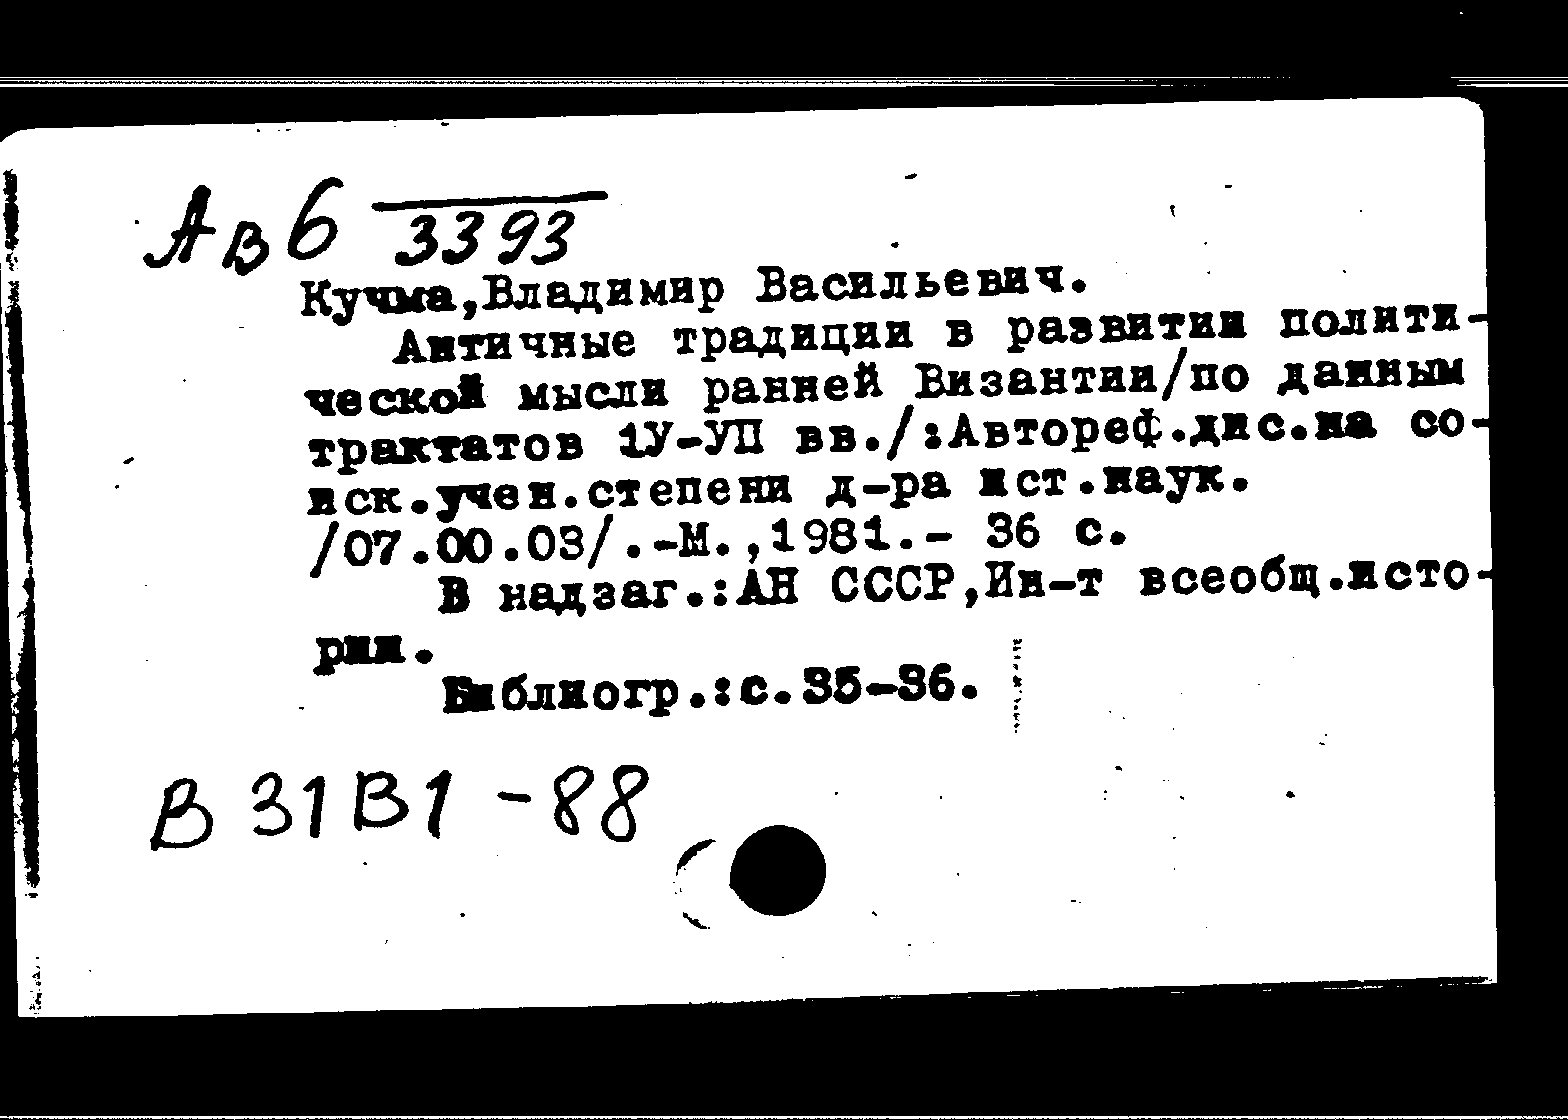 Ав6 3393
Кучма,Владимир Васильевич.
Античные традиции в развитии полити-
ческой мысли ранней Византии/по данным
трактатов 1У-УП вв./:Автореф.дис.на со-
иск.учен.степени д-ра ист.наук.
/07.00.03/.-М.,1981.- 36 с.
В надзаг.:АН СССР,Ин-т всеобщ.исто-
рии.
Библиогр.:с.35-36.
В 31В1 -88